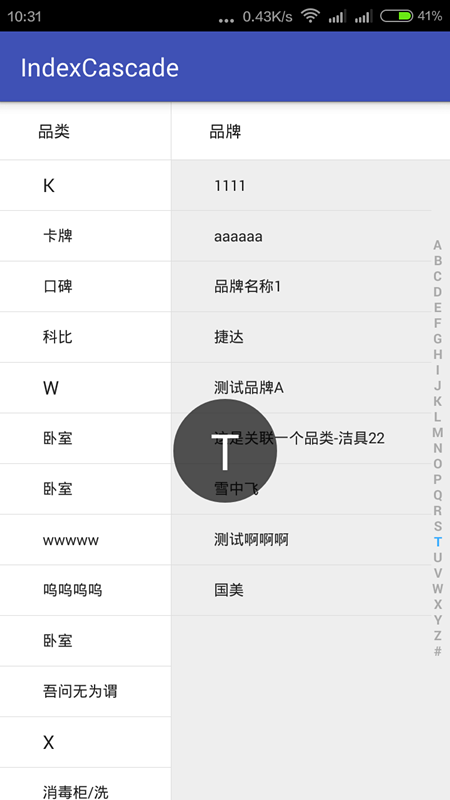 10:31 ... 0.43K/s 41%
IndexCascade
品类 品牌
K 1111
卡牌 aaaaaa
口碑 品牌名称1
科比 捷达
W 测试品牌A
卧室 这是关联一个品类-洁具22
卧室 雪中飞
wwwww 测试啊啊啊
呜呜呜呜 国美
卧室
吾问无为谓
X
消毒柜/洗
T
A
B
C
D
E
F
G
H
I
J
K
L
M
N
O
P
Q
R
S
T
U
V
W
X
Y
Z
#